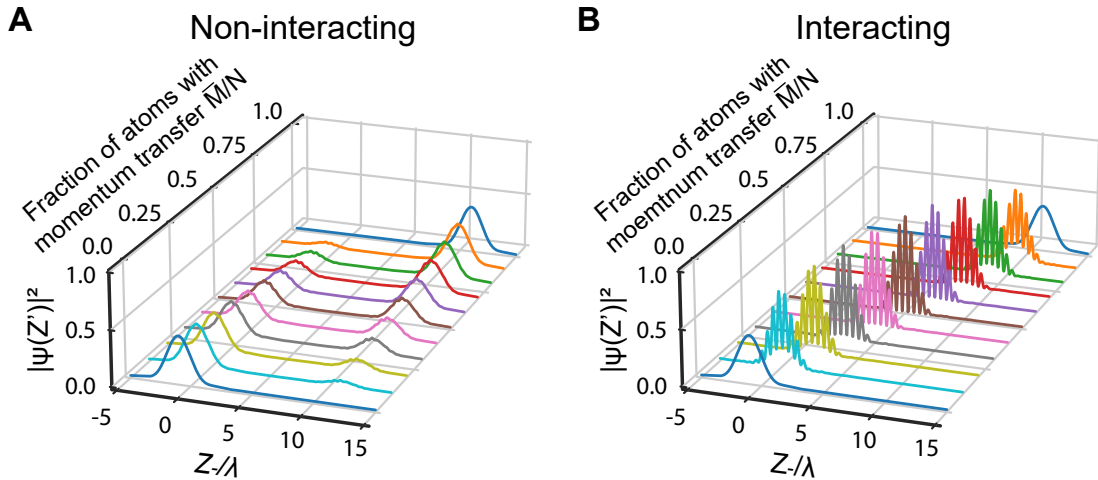 A
Non-interacting
Fraction of atoms with
momentum transfer M̅/N
1.0
0.75
0.5
0.25
0.0
1.0
0.5
0.0
|ψ(Z’)|²
-5
0
5
10
15
Z-/λ
B
Interacting
Fraction of atoms with
moemtnum transfer M̅/N
1.0
0.75
0.5
0.25
0.0
1.0
0.5
0.0
|ψ(Z’)|²
-5
0
5
10
15
Z-/λ